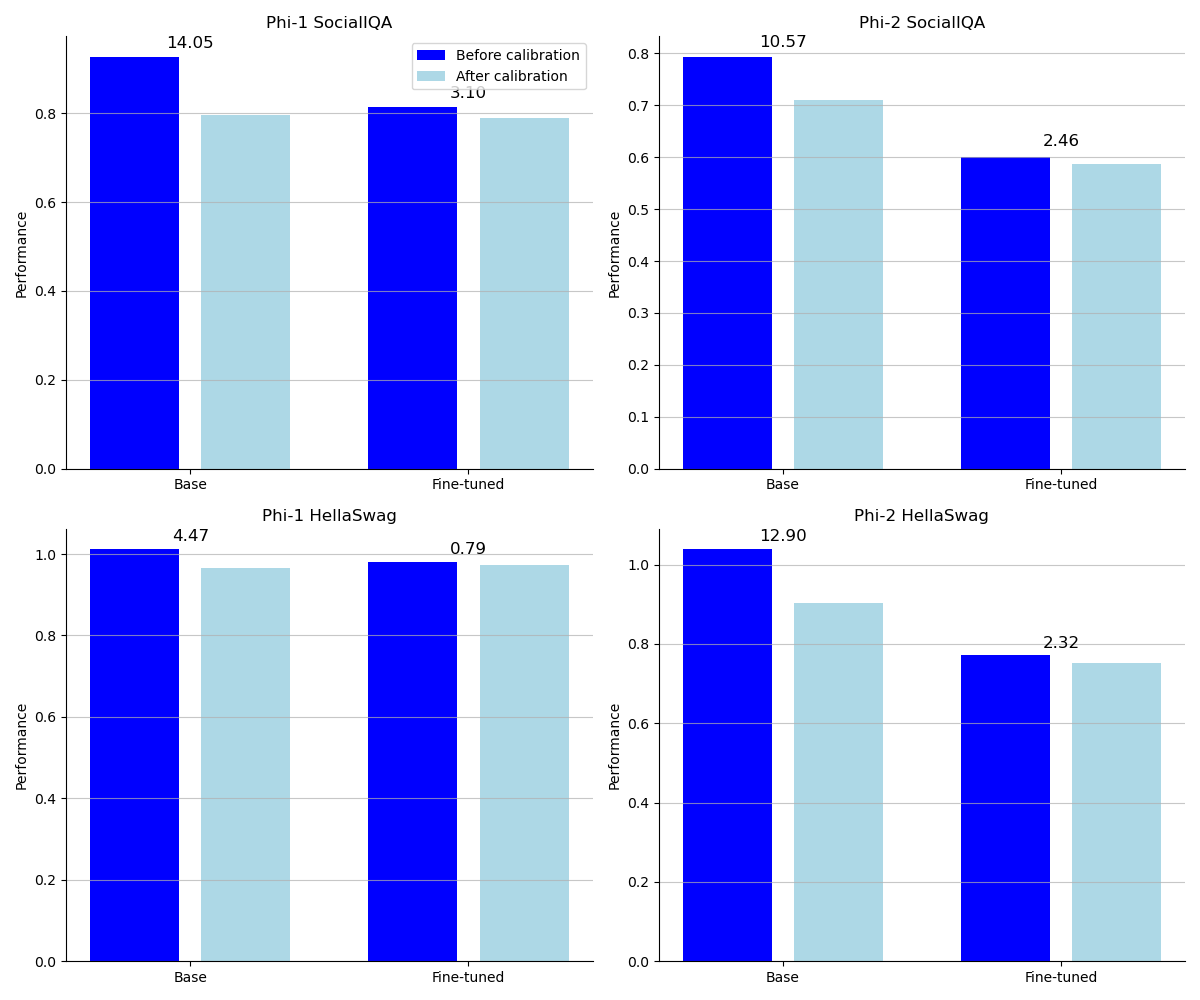 Phi-1 SocialIQA
14.05
Before calibration
After calibration
3.10
0.8
0.6
0.4
0.2
0.0
Performance
Base
Fine-tuned
Phi-2 SocialIQA
10.57
2.46
0.8
0.7
0.6
0.5
0.4
0.3
0.2
0.1
0.0
Performance
Base
Fine-tuned
Phi-1 HellaSwag
4.47
0.79
1.0
0.8
0.6
0.4
0.2
0.0
Performance
Base
Fine-tuned
Phi-2 HellaSwag
12.90
2.32
1.0
0.8
0.6
0.4
0.2
0.0
Performance
Base
Fine-tuned